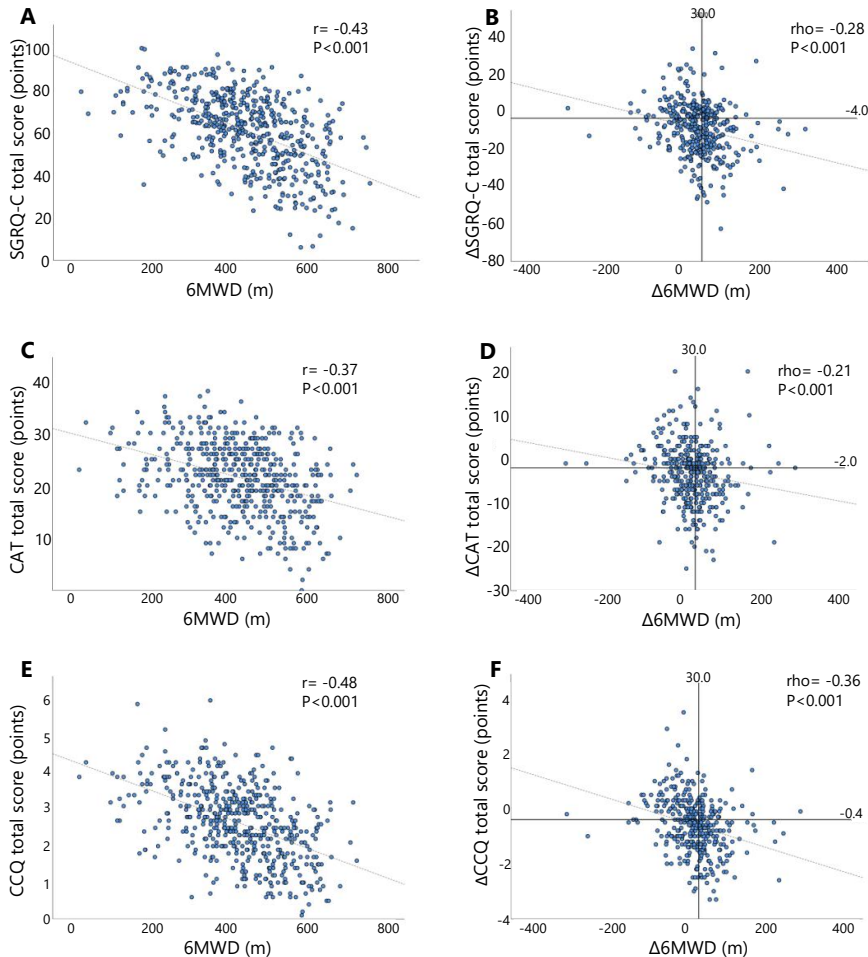 A
r= -0.43
P<0.001
SGRQ-C total score (points)
100
80
60
40
20
0
0 200 400 600 800
6MWD (m)
B
30.0
rho= -0.28
P<0.001
ΔSGRQ-C total score (points)
40
20
0
-4.0
-20
-40
-60
-80
-400 -200 0 200 400
Δ6MWD (m)
C
r= -0.37
P<0.001
CAT total score (points)
40
30
20
10
0 200 400 600 800
6MWD (m)
D
30.0
rho= -0.21
P<0.001
ΔCAT total score (points)
20
10
0
-2.0
-10
-20
-30
-400 -200 0 200 400
Δ6MWD (m)
E
r= -0.48
P<0.001
CCQ total score (points)
6
5
4
3
2
1
0
0 200 400 600 800
6MWD (m)
F
30.0
rho= -0.36
P<0.001
ΔCCQ total score (points)
4
2
0
-0.4
-2
-4
-400 -200 0 200 400
Δ6MWD (m)